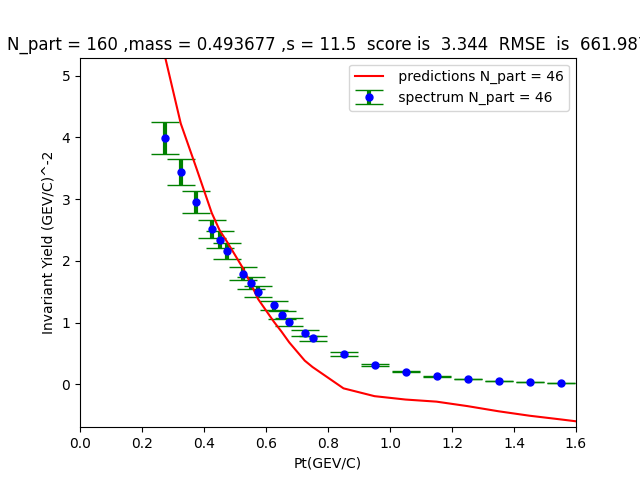 N_part = 160 ,mass = 0.493677 ,s = 11.5 score is 3.344 RMSE is 661.987
predictions N_part = 46
spectrum N_part = 46
Invariant Yield (GEV/C)^-2
5
4
3
2
1
0
0.0 0.2 0.4 0.6 0.8 1.0 1.2 1.4 1.6
Pt(GEV/C)